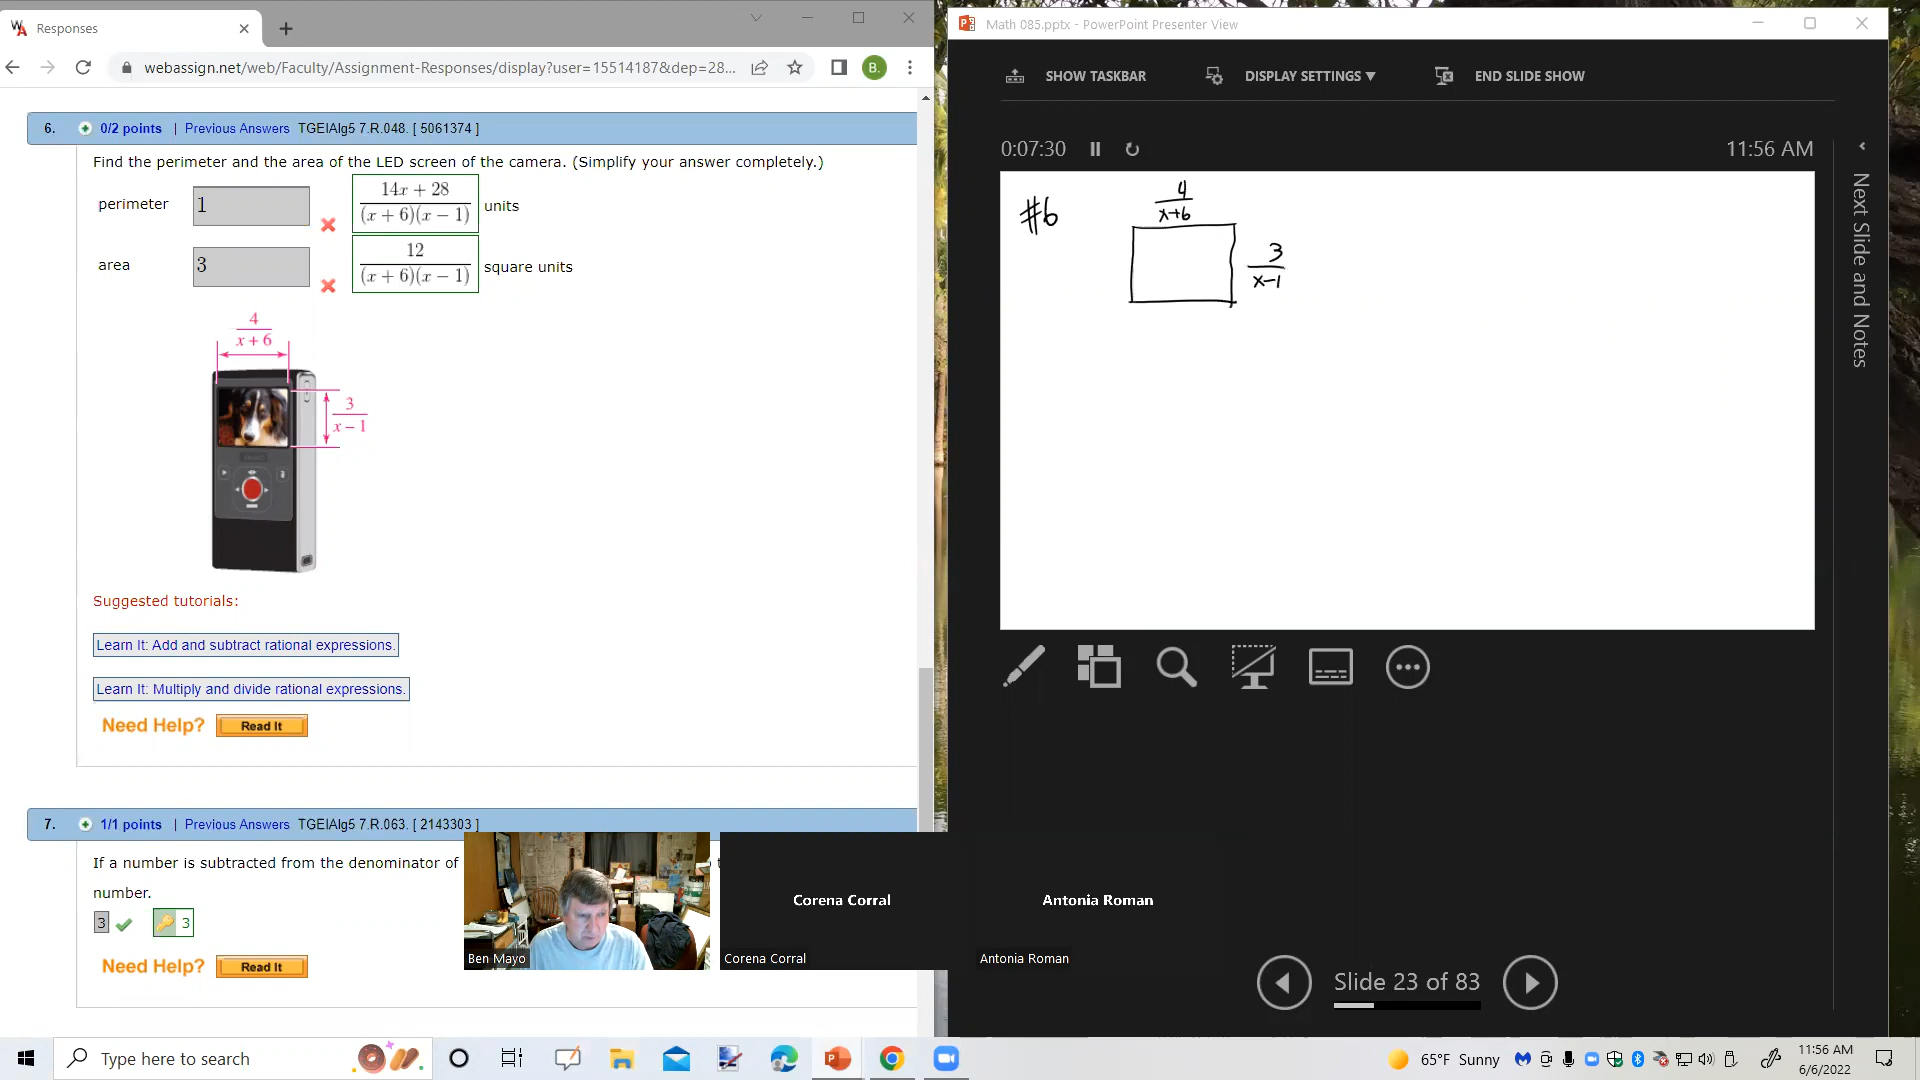 Responses
webassign.net/web/Faculty/Assignment-Responses/display?user=15514187&dep=28...
B.
6. 0/2 points | Previous Answers TGEIAlg5 7.R.048. [ 5061374 ]
Find the perimeter and the area of the LED screen of the camera. (Simplify your answer completely.)
perimeter 1 14x + 28 / (x + 6)(x − 1) units
area 3 12 / (x + 6)(x − 1) square units
4 / x + 6
3 / x − 1
Suggested tutorials:
Learn It: Add and subtract rational expressions.
Learn It: Multiply and divide rational expressions.
Need Help? Read It
7. 1/1 points | Previous Answers TGEIAlg5 7.R.063. [ 2143303 ]
If a number is subtracted from the denominator of
number.
3 3
Need Help? Read It
Math 085.pptx - PowerPoint Presenter View
SHOW TASKBAR DISPLAY SETTINGS ▼ END SLIDE SHOW
0:07:30 11:56 AM
#6 4 / x+6
3 / x−1
Next Slide and Notes
Slide 23 of 83
Ben Mayo
Corena Corral
Corena Corral
Antonia Roman
Antonia Roman
Type here to search
65°F Sunny
11:56 AM
6/6/2022